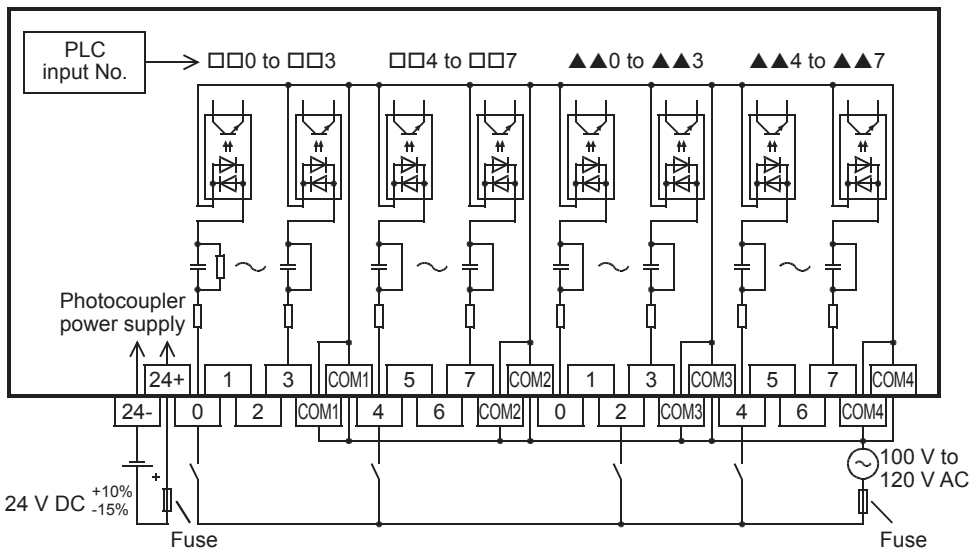 PLC
input No.
□□0 to □□3
□□4 to □□7
▲▲0 to ▲▲3
▲▲4 to ▲▲7
Photocoupler
power supply
24+ 1 3 COM1 5 7 COM2 1 3 COM3 5 7 COM4
24- 0 2 COM1 4 6 COM2 0 2 COM3 4 6 COM4
100 V to
120 V AC
+
24 V DC +10% -15%
Fuse
Fuse